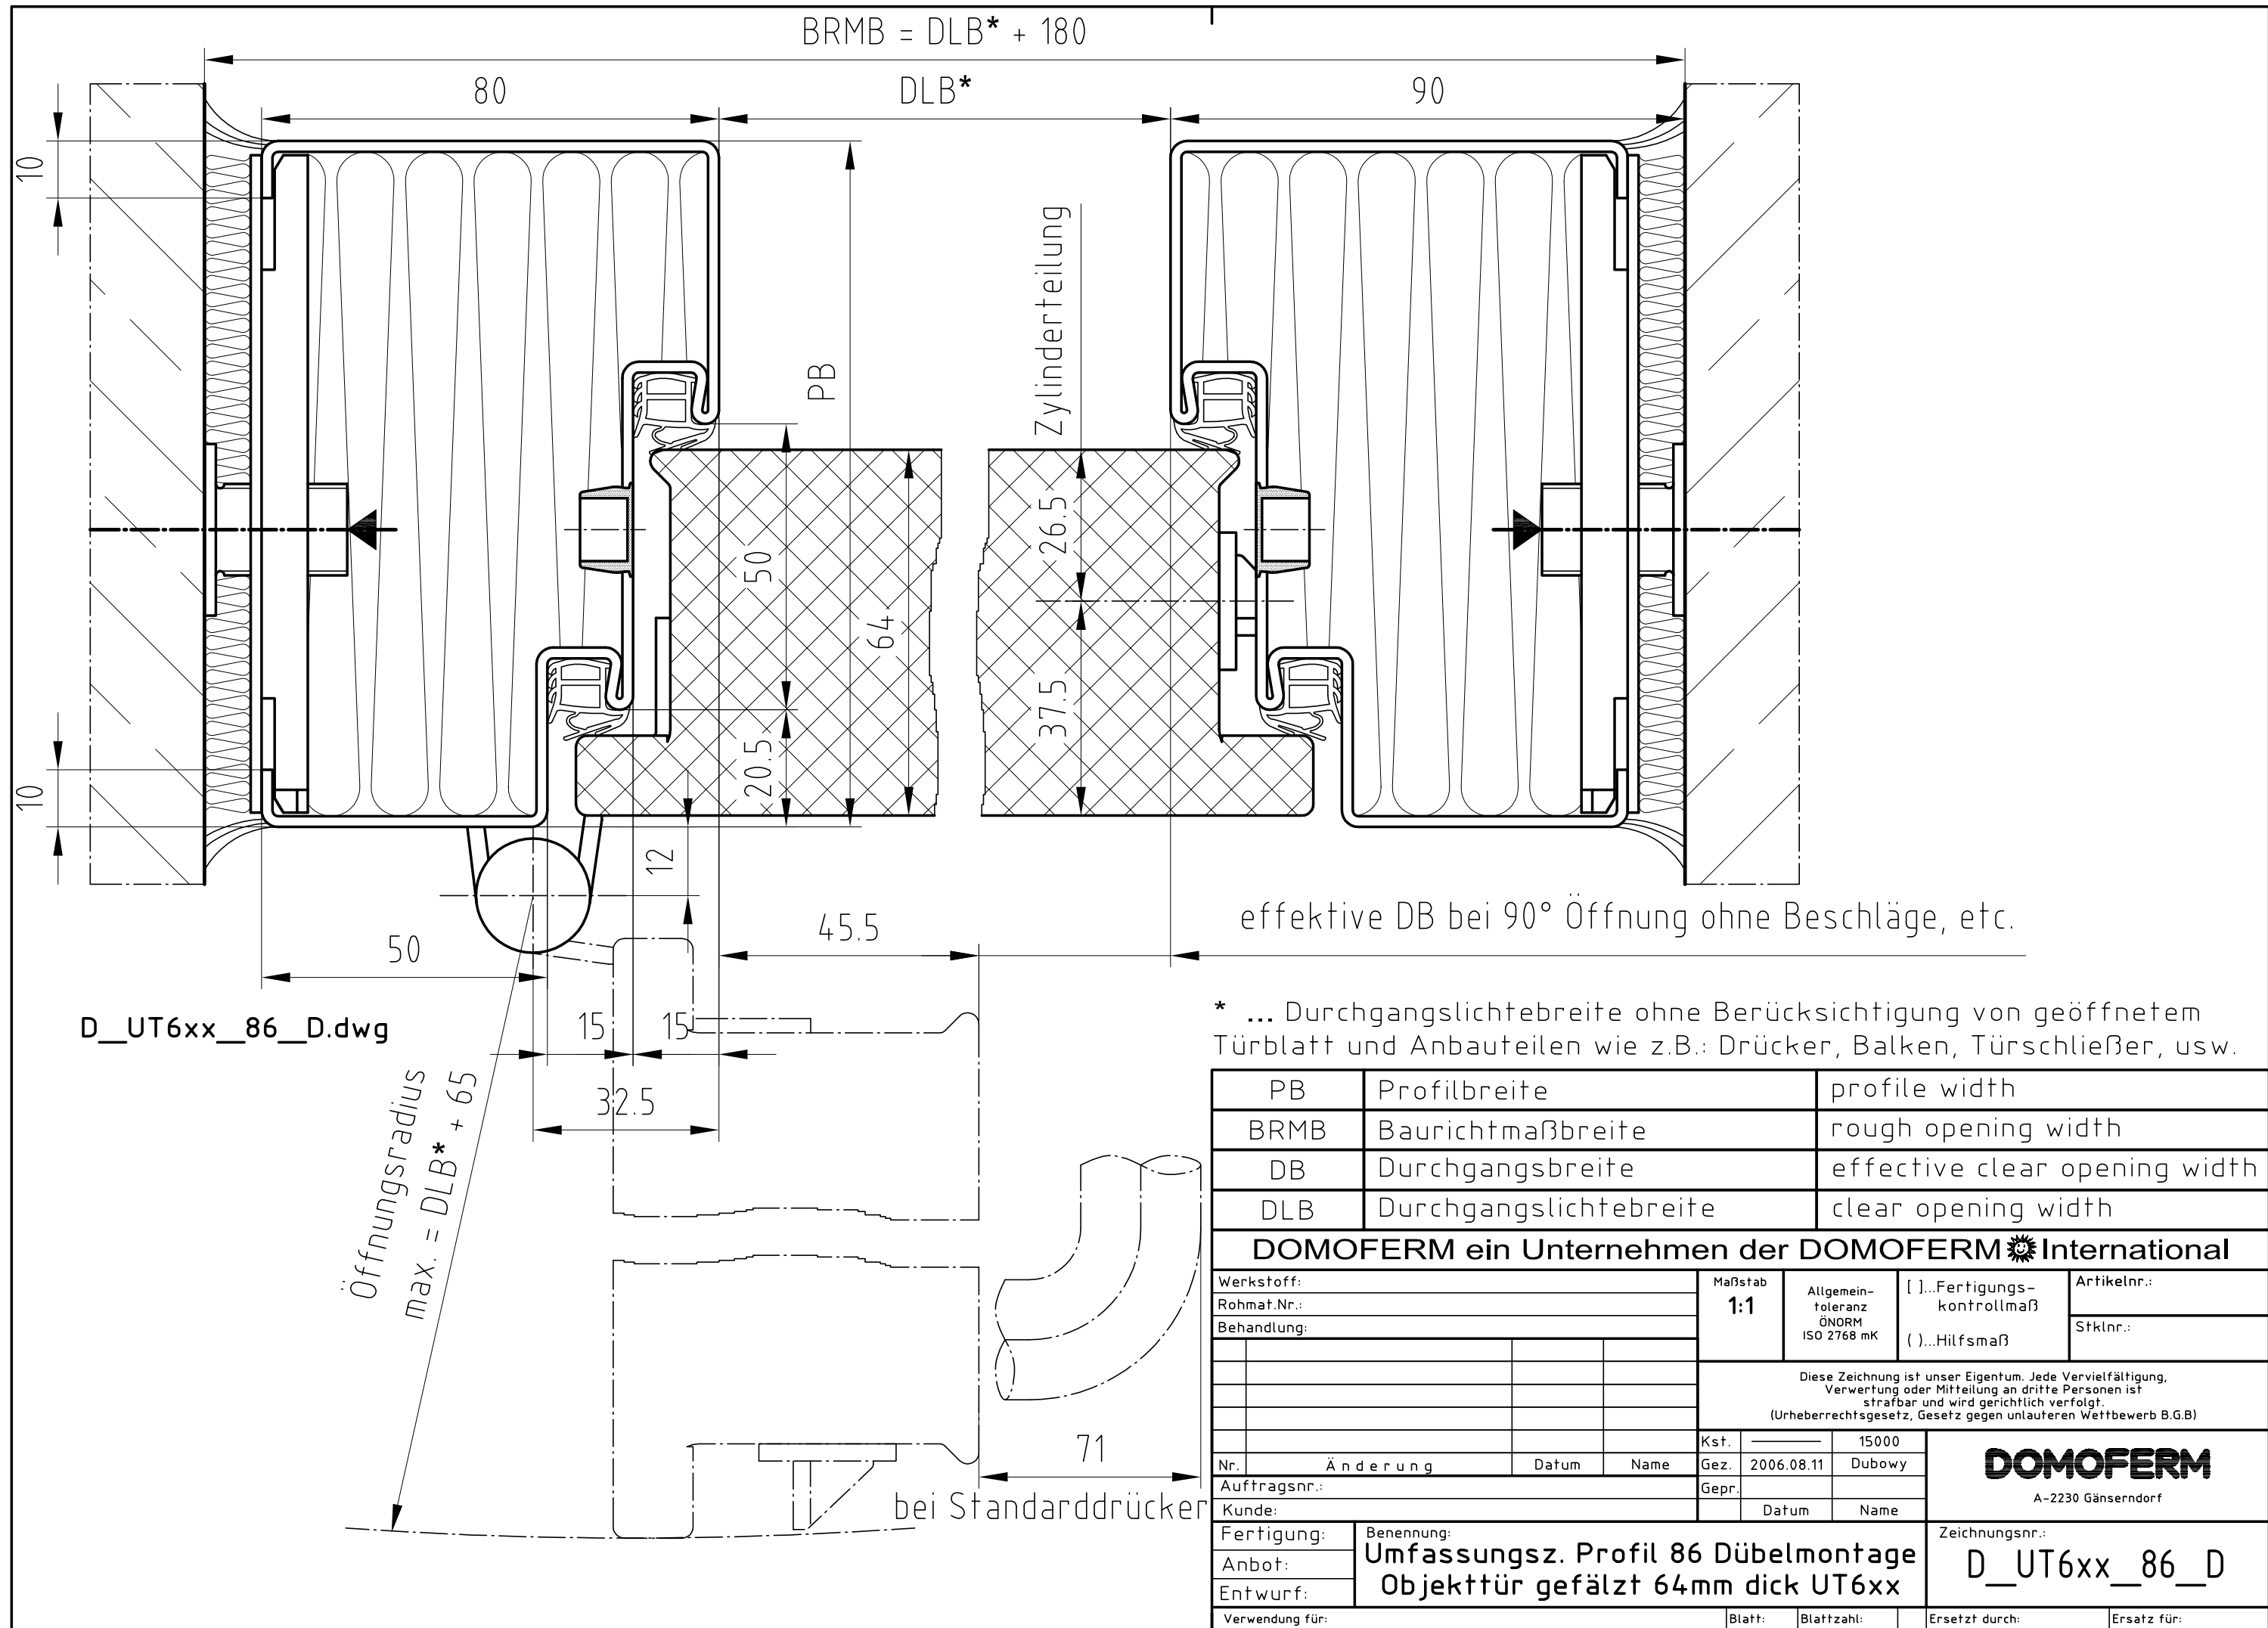 BRMB = DLB* + 180
80
DLB*
90
10
PB
Zylinderteilung
50
64
26.5
37.5
20.5
10
12
50
45.5
effektive DB bei 90° Öffnung ohne Beschläge, etc.
D__UT6xx__86__D.dwg
15
15
32.5
Öffnungsradius
max. = DLB* + 65
71
bei Standarddrücker
* ... Durchgangslichtebreite ohne Berücksichtigung von geöffnetem
Türblatt und Anbauteilen wie z.B.: Drücker, Balken, Türschließer, usw.
PB Profilbreite profile width
BRMB Baurichtmaßbreite rough opening width
DB Durchgangsbreite effective clear opening width
DLB Durchgangslichtebreite clear opening width
DOMOFERM ein Unternehmen der DOMOFERM International
Werkstoff:
Rohmat.Nr.:
Behandlung:
Maßstab
1:1
Allgemein-
toleranz
ÖNORM
ISO 2768 mK
[ ]...Fertigungs-
kontrollmaß
( )...Hilfsmaß
Artikelnr.:
Stklnr.:
Diese Zeichnung ist unser Eigentum. Jede Vervielfältigung,
Verwertung oder Mitteilung an dritte Personen ist
strafbar und wird gerichtlich verfolgt.
(Urheberrechtsgesetz, Gesetz gegen unlauteren Wettbewerb B.G.B)
Nr. Änderung Datum Name
Kst. 15000
Gez. 2006.08.11 Dubowy
Gepr.
Datum Name
DOMOFERM
A-2230 Gänserndorf
Auftragsnr.:
Kunde:
Fertigung:
Anbot:
Entwurf:
Benennung:
Umfassungsz. Profil 86 Dübelmontage
Objekttür gefälzt 64mm dick UT6xx
Zeichnungsnr.:
D__UT6xx__86__D
Verwendung für:
Blatt:
Blattzahl:
Ersetzt durch:
Ersatz für: